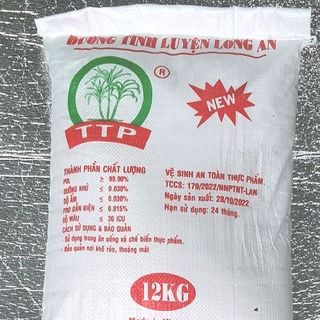 ĐƯỜNG TINH LUYỆN LONG AN
®
NEW
TTP
THÀNH PHẦN CHẤT LƯỢNG
POL ≥ 99.90%
ĐƯỜNG KHỬ ≤ 0.030%
ĐỘ ẨM ≤ 0.030%
TRO DẪN ĐIỆN ≤ 0.015%
ĐỘ MÀU ≤ 30 ICU
CÁCH SỬ DỤNG & BẢO QUẢN
- Sử dụng trong ăn uống và chế biến thực phẩm.
- Bảo quản nơi khô ráo, thoáng mát
VỆ SINH AN TOÀN THỰC PHẨM.
TCCS: 179/2022/NNPTNT-LAN
Ngày sản xuất: 28/10/2022
Hạn sử dụng: 24 tháng.
12KG